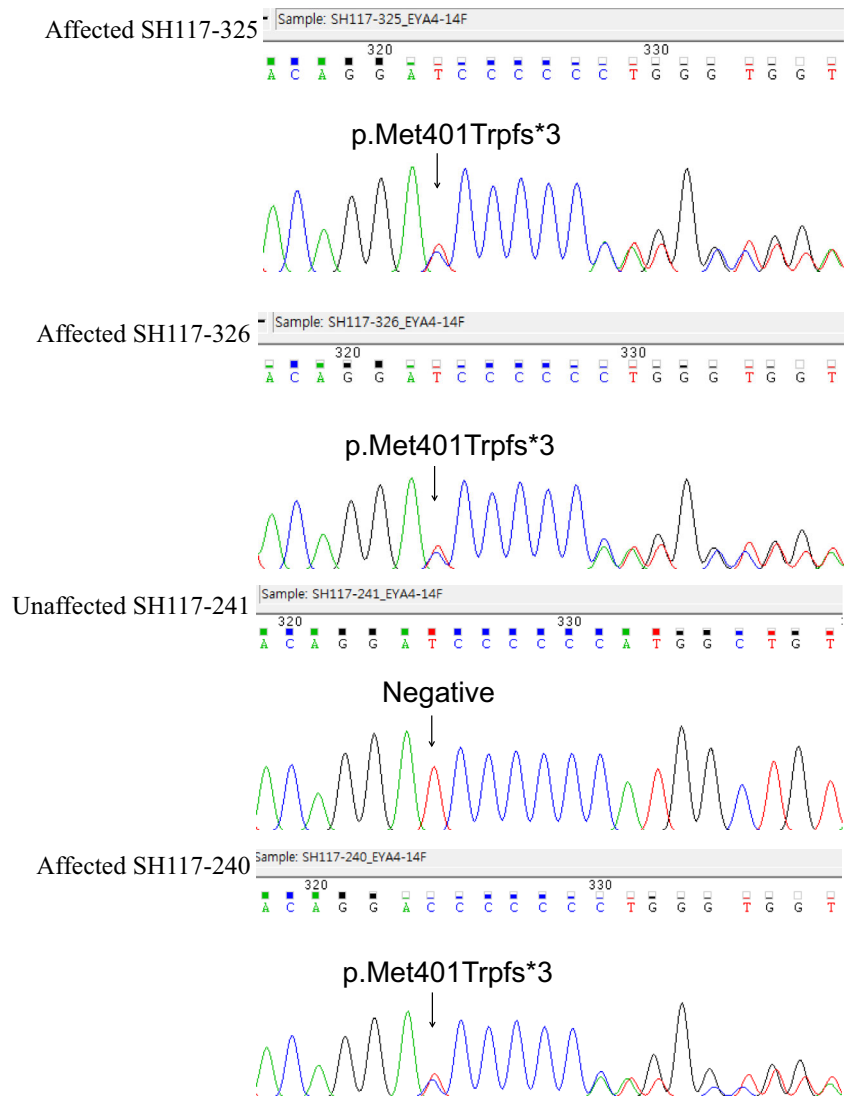 Affected SH117-325
Sample: SH117-325_EYA4-14F
320 330
A C A G G A T C C C C C C T G G G T G G T
p.Met401Trpfs*3
Affected SH117-326
Sample: SH117-326_EYA4-14F
320 330
A C A G G A T C C C C C C T G G G T G G T
p.Met401Trpfs*3
Unaffected SH117-241
Sample: SH117-241_EYA4-14F
320 330
A C A G G A T C C C C C C A T G G C T G T
Negative
Affected SH117-240
Sample: SH117-240_EYA4-14F
320 330
A C A G G A C C C C C C C T G G G T G G T
p.Met401Trpfs*3